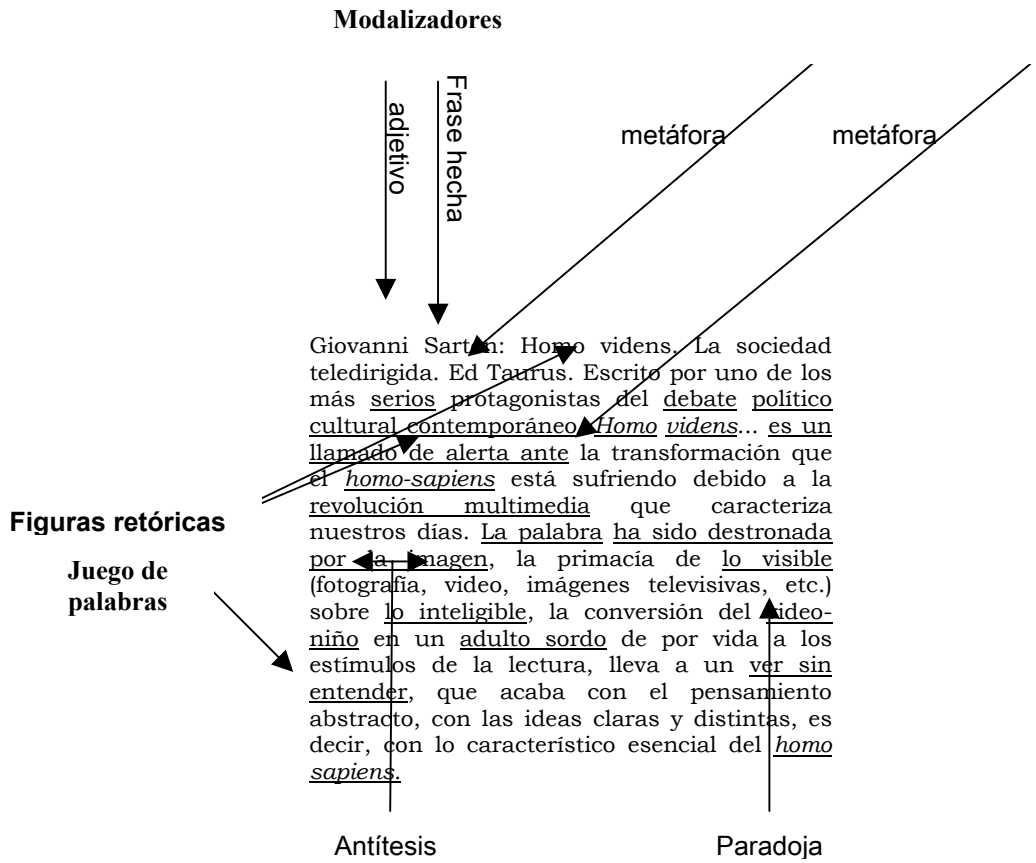 Modalizadores
adjetivo
Frase hecha
metáfora
metáfora
Giovanni Sartori: Homo videns. La sociedad
teledirigida. Ed Taurus. Escrito por uno de los
más serios protagonistas del debate político
cultural contemporáneo, Homo videns... es un
llamado de alerta ante la transformación que
el homo-sapiens está sufriendo debido a la
revolución multimedia que caracteriza
nuestros días. La palabra ha sido destronada
por la imagen, la primacía de lo visible
(fotografía, video, imágenes televisivas, etc.)
sobre lo inteligible, la conversión del video-
niño en un adulto sordo de por vida a los
estímulos de la lectura, lleva a un ver sin
entender, que acaba con el pensamiento
abstracto, con las ideas claras y distintas, es
decir, con lo característico esencial del homo
sapiens.
Figuras retóricas
Juego de
palabras
Antítesis
Paradoja